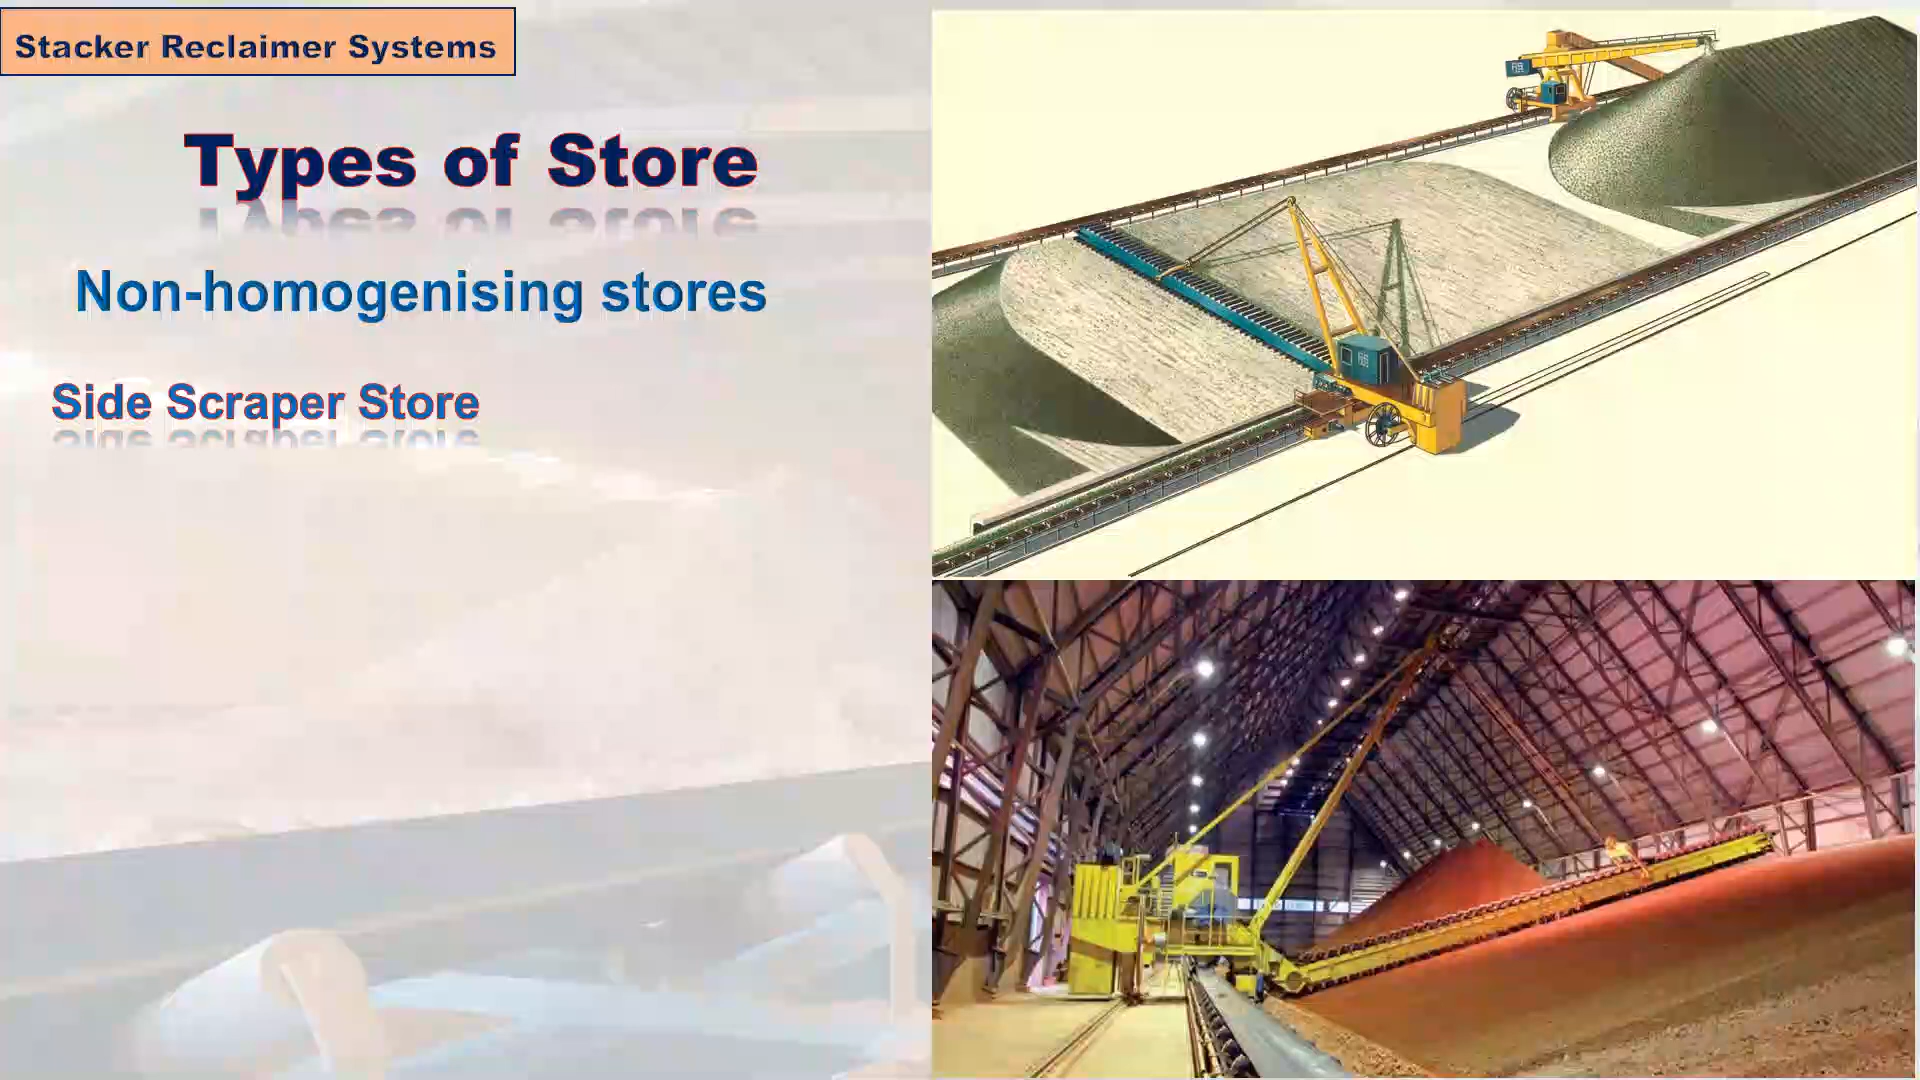 Stacker Reclaimer Systems
Types of Store
Non-homogenising stores
Side Scraper Store